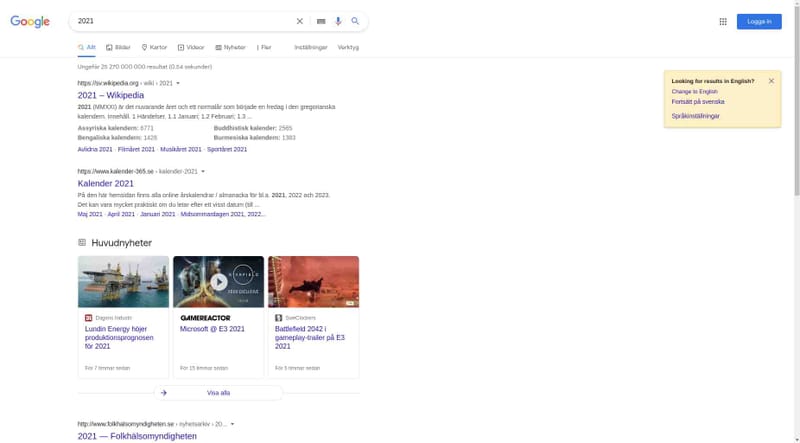 Google
2021
Logga in
Allt
Bilder
Kartor
Videor
Nyheter
Fler
Inställningar
Verktyg
Ungefär 25 270 000 000 resultat (0,64 sekunder)
Looking for results in English?
Change to English
Fortsätt på svenska
Språkinställningar
https://sv.wikipedia.org › wiki › 2021
2021 – Wikipedia
2021 (MMXXI) är det nuvarande året och ett normalår som började en fredag i den gregorianska
kalendern. Innehåll. 1 Händelser. 1.1 Januari; 1.2 Februari; 1.3 ...
Assyriska kalendern: 6771
Buddhistisk kalender: 2565
Bengaliska kalendern: 1428
Burmesiska kalendern: 1383
Avlidna 2021 · Filmåret 2021 · Musikåret 2021 · Sportåret 2021
https://www.kalender-365.se › kalender-2021
Kalender 2021
På den här hemsidan finns alla online årskalendrar / almanacka för bl.a. 2021, 2022 och 2023.
Det kan vara mycket praktiskt om du letar efter ett visst datum (till ...
Maj 2021 · April 2021 · Januari 2021 · Midsommardagen 2021, 2022...
Huvudnyheter
STARFIELD
Dagens Industri
Lundin Energy höjer
produktionsprognosen
för 2021
För 7 timmar sedan
GAMEREACTOR
Microsoft @ E3 2021
För 15 timmar sedan
SweClockers
Battlefield 2042 i
gameplay-trailer på E3
2021
För 5 timmar sedan
Visa alla
http://www.folkhalsomyndigheten.se › nyhetsarkiv › 20...
2021 — Folkhälsomyndigheten